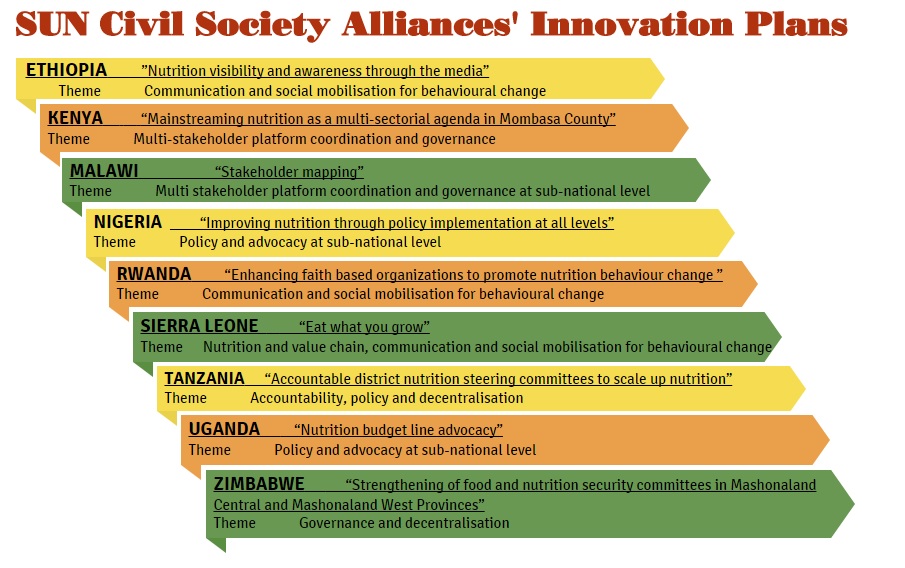 SUN Civil Society Alliances' Innovation Plans
ETHIOPIA ”Nutrition visibility and awareness through the media”
Theme Communication and social mobilisation for behavioural change
KENYA “Mainstreaming nutrition as a multi-sectorial agenda in Mombasa County”
Theme Multi-stakeholder platform coordination and governance
MALAWI “Stakeholder mapping”
Theme Multi stakeholder platform coordination and governance at sub-national level
NIGERIA “Improving nutrition through policy implementation at all levels”
Theme Policy and advocacy at sub-national level
RWANDA “Enhancing faith based organizations to promote nutrition behaviour change ”
Theme Communication and social mobilisation for behavioural change
SIERRA LEONE “Eat what you grow”
Theme Nutrition and value chain, communication and social mobilisation for behavioural change
TANZANIA “Accountable district nutrition steering committees to scale up nutrition”
Theme Accountability, policy and decentralisation
UGANDA “Nutrition budget line advocacy”
Theme Policy and advocacy at sub-national level
ZIMBABWE “Strengthening of food and nutrition security committees in Mashonaland
Central and Mashonaland West Provinces”
Theme Governance and decentralisation